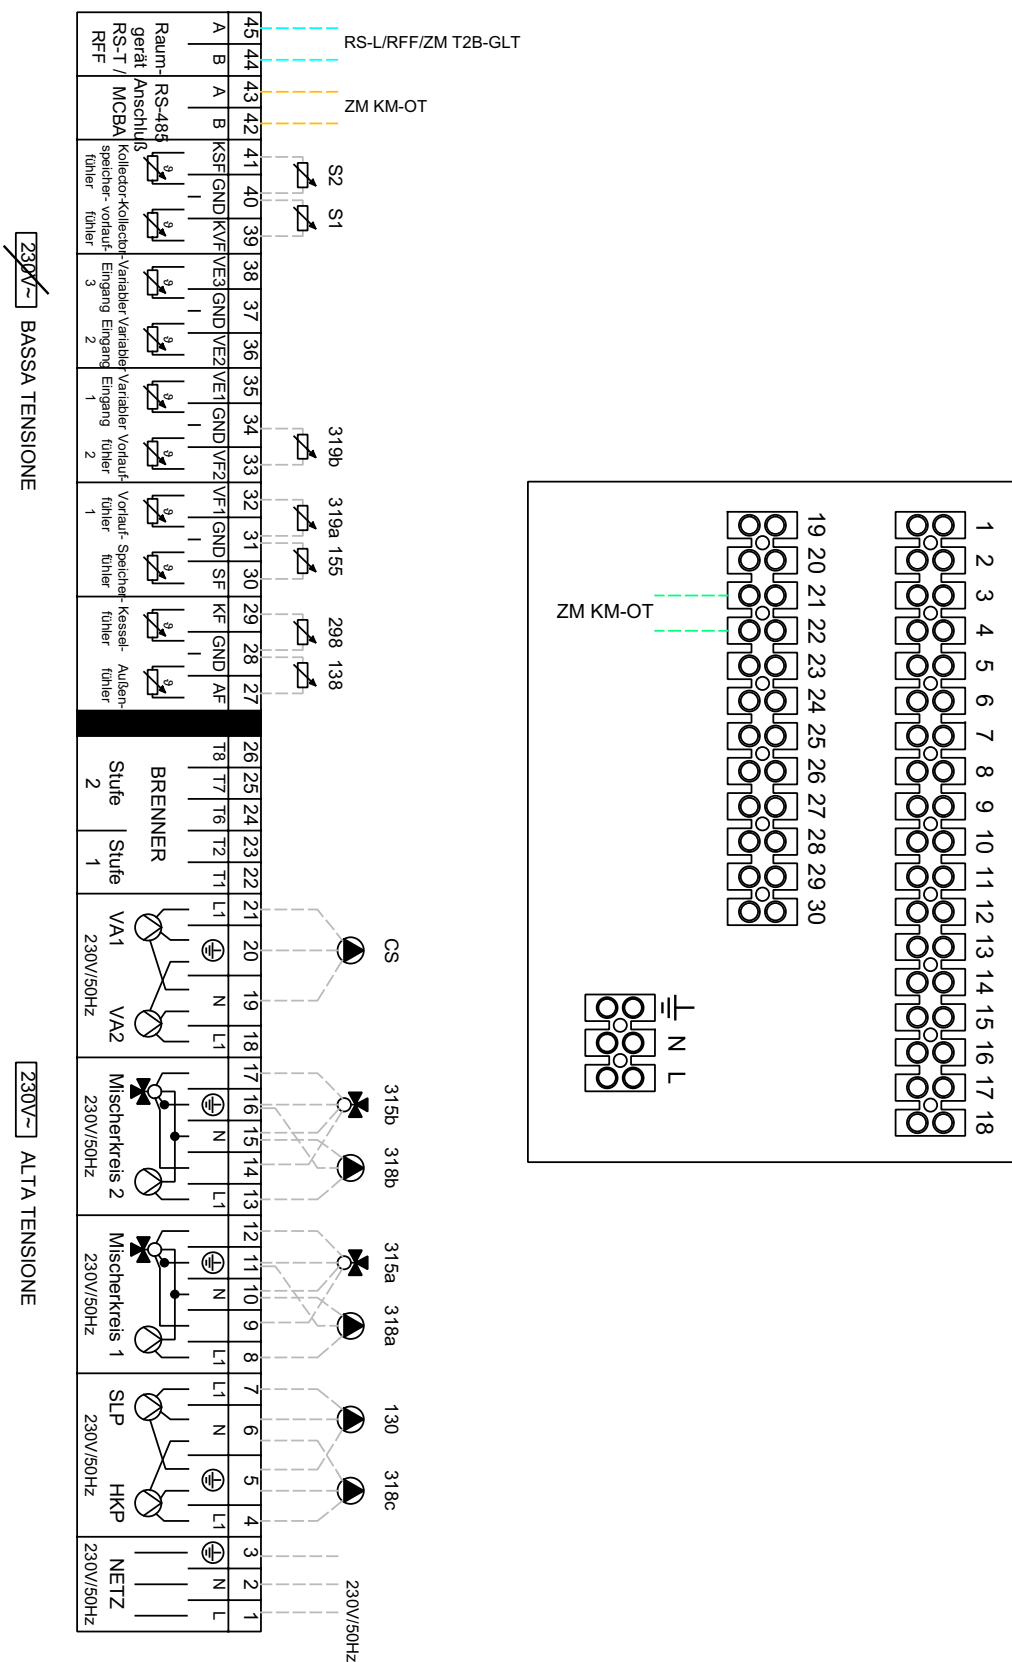 RS-L/RFF/ZM T2B-GLT
ZM KM-OT
S2
S1
319b
319a
155
298
138
CS
315b
318b
315a
318a
130
318c
230V/50Hz
45
44
43
42
41
40
39
38
37
36
35
34
33
32
31
30
29
28
27
26
25
24
23
22
21
20
19
18
17
16
15
14
13
12
11
10
9
8
7
6
5
4
3
2
1
A
B
A
B
KSF
GND
KVF
VE3
GND
VE2
VE1
GND
VF2
VF1
GND
SF
KF
GND
AF
T8
T7
T6
T2
T1
L1
N
L1
N
L1
N
L1
L1
N
L1
N
L
Raum-
gerät
RS-T /
RFF
RS-485
Anschluß
MCBA
Kollector-
speicher-
fühler
Kollector-
vorlauf-
fühler
Variabler
Eingang
3
Variabler
Eingang
2
Variabler
Eingang
1
Vorlauf-
fühler
2
Vorlauf-
fühler
1
Speicher-
fühler
Kessel-
fühler
Außen-
fühler
BRENNER
Stufe
2
Stufe
1
VA1
VA2
230V/50Hz
Mischerkreis 2
230V/50Hz
Mischerkreis 1
230V/50Hz
SLP
HKP
230V/50Hz
NETZ
230V/50Hz
230V~ BASSA TENSIONE
230V~ ALTA TENSIONE
1
2
3
4
5
6
7
8
9
10
11
12
13
14
15
16
17
18
19
20
21
22
23
24
25
26
27
28
29
30
ZM KM-OT
N
L